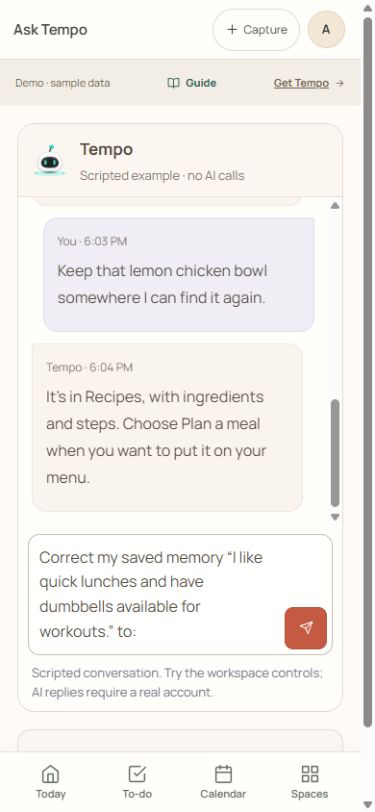 Ask Tempo
+ Capture
A
Demo · sample data
Guide
Get Tempo →
Tempo
Scripted example · no AI calls
You · 6:03 PM
Keep that lemon chicken bowl
somewhere I can find it again.
Tempo · 6:04 PM
It's in Recipes, with ingredients
and steps. Choose Plan a meal
when you want to put it on your
menu.
Correct my saved memory “I like
quick lunches and have
dumbbells available for
workouts.” to:
Scripted conversation. Try the workspace controls;
AI replies require a real account.
Today
To-do
Calendar
Spaces